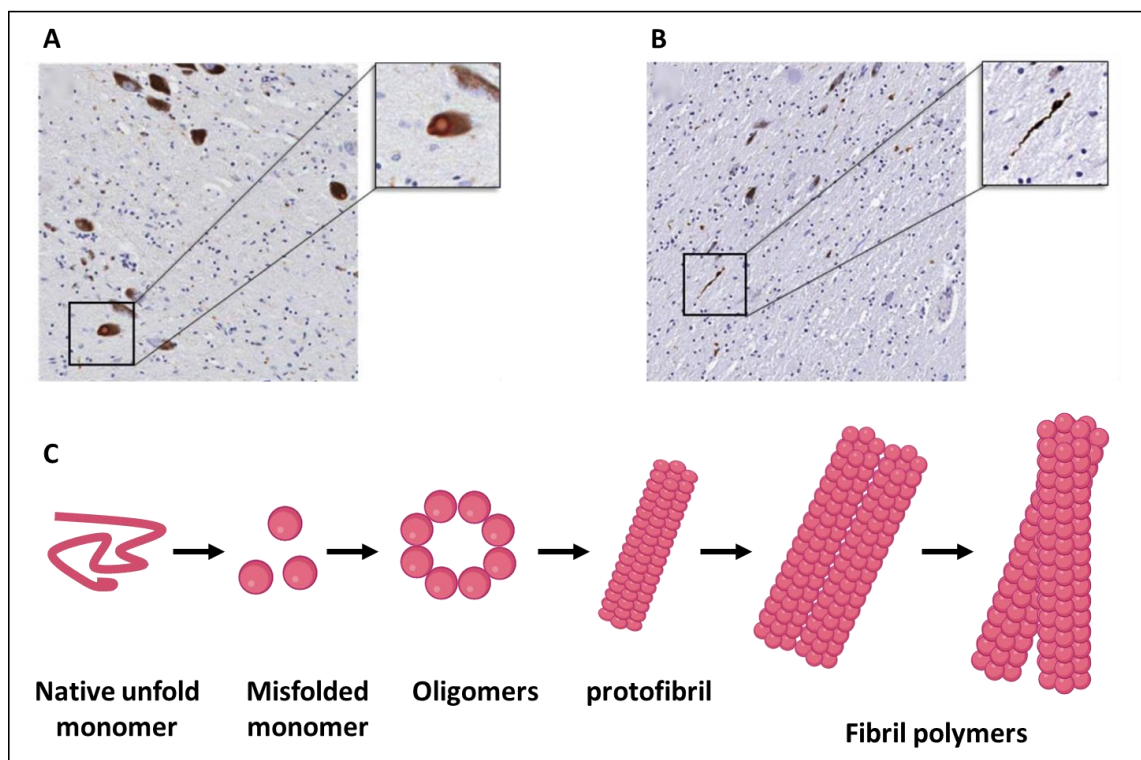 A
B
C
Native unfold
monomer
Misfolded
monomer
Oligomers
protofibril
Fibril polymers